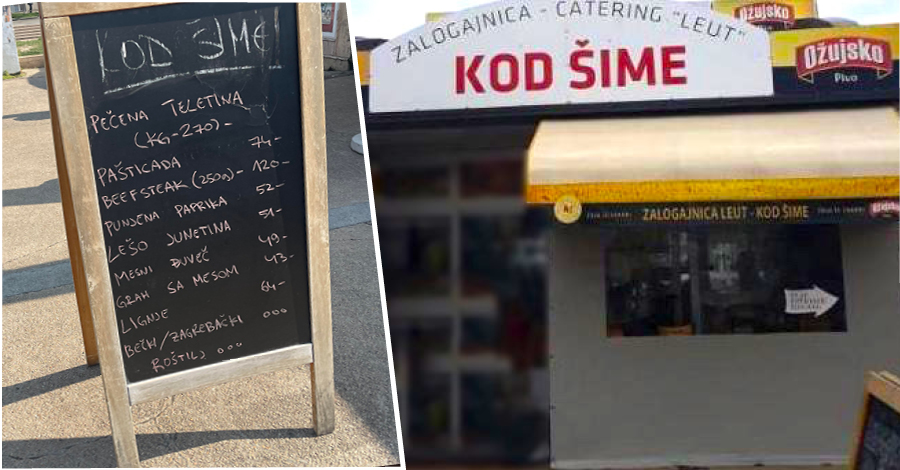 KOD ŠIME
PEČENA TELETINA
(KG-270)-
PAŠTICADA 74-
BEEFSTEAK (250g)- 120-
PUNJENA PAPRIKA 52-
LEŠO JUNETINA 51-
MESNI ĐUVEČ 49-
GRAH SA MESOM 43-
LIGNJE 64-
BEČKI/ZAGREBAČKI ooo
ROŠTILJ ooo
ZALOGAJNICA - CATERING "LEUT"
KOD ŠIME
Ožujsko
Ožujsko
Pivo
ZALOGAJNICA LEUT - KOD ŠIME